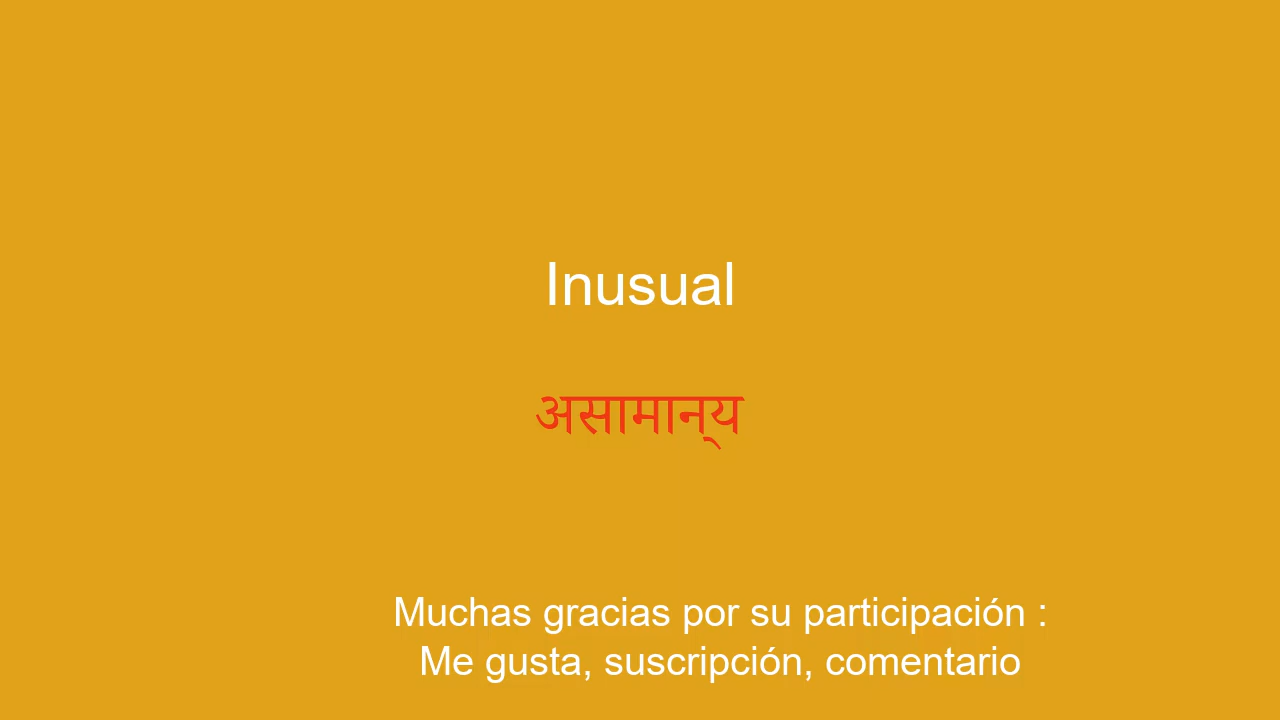 Inusual
असामान्य
Muchas gracias por su participación :
Me gusta, suscripción, comentario